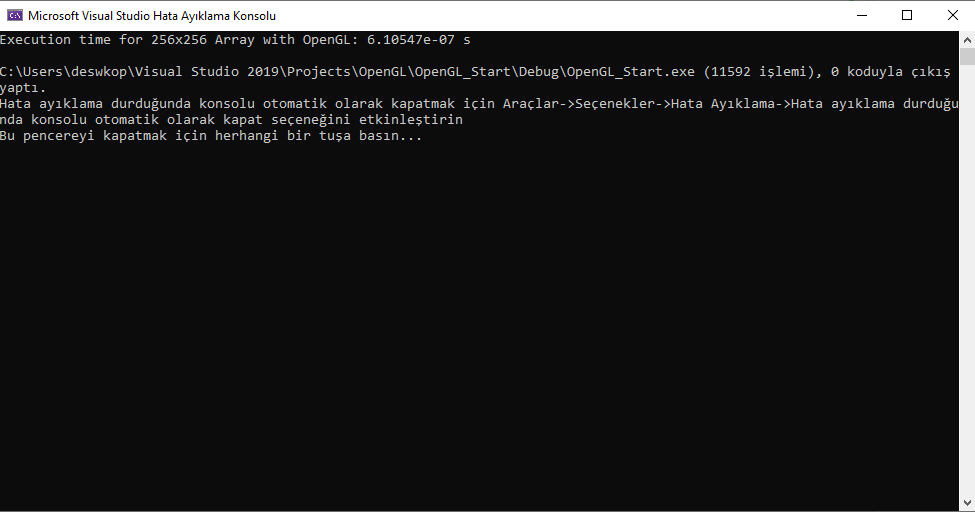 Microsoft Visual Studio Hata Ayıklama Konsolu
Execution time for 256x256 Array with OpenGL: 6.10547e-07 s
C:\Users\deswkop\Visual Studio 2019\Projects\OpenGL\OpenGL_Start\Debug\OpenGL_Start.exe (11592 işlemi), 0 koduyla çıkış
yaptı.
Hata ayıklama durduğunda konsolu otomatik olarak kapatmak için Araçlar->Seçenekler->Hata Ayıklama->Hata ayıklama durduğu
nda konsolu otomatik olarak kapat seçeneğini etkinleştirin
Bu pencereyi kapatmak için herhangi bir tuşa basın...